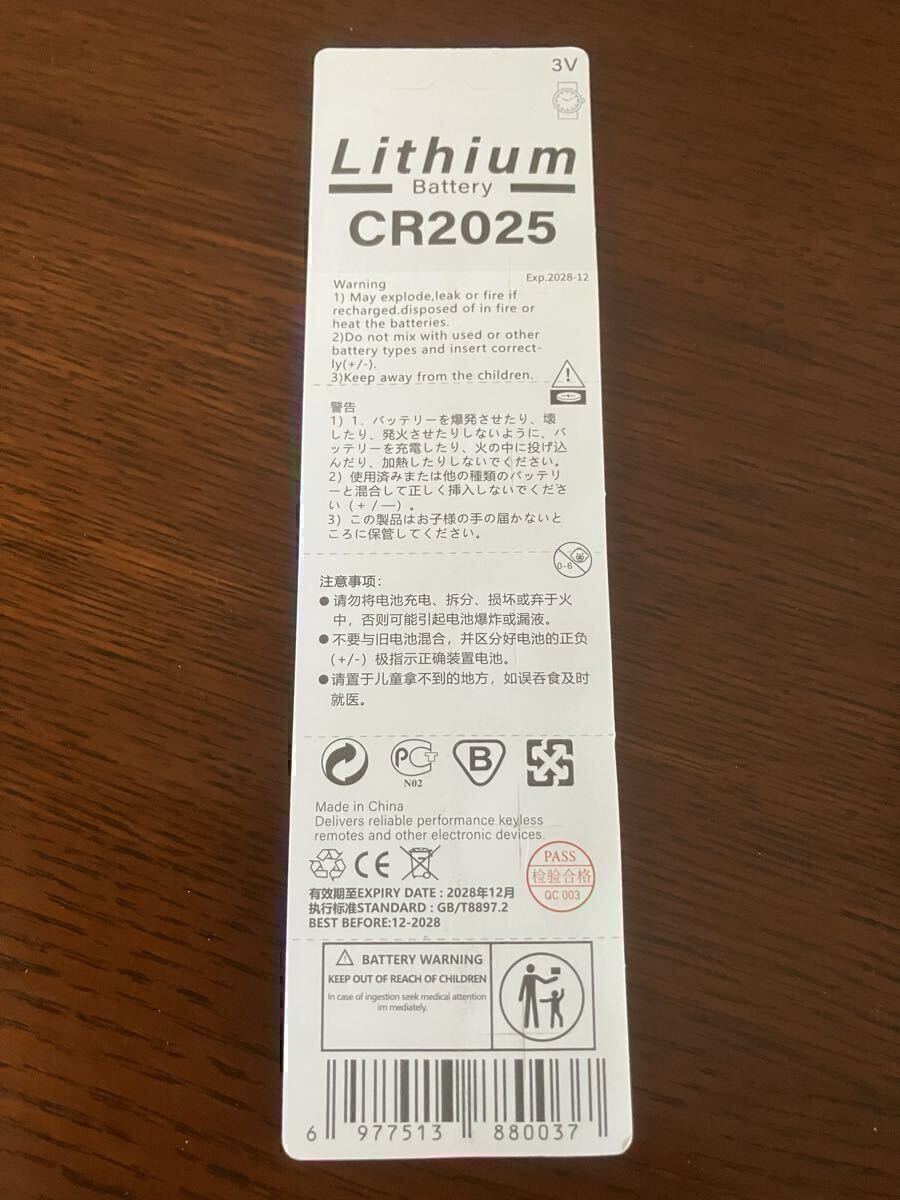 3V
Lithium
Battery
CR2025
Exp.2028-12
Warning
1) May explode,leak or fire if
recharged.disposed of in fire or
heat the batteries.
2)Do not mix with used or other
battery types and insert correct-
ly(+/-).
3)Keep away from the children.
警告
1) 1．バッテリーを爆発させたり、壊
したり、発火させたりしないように、バ
ッテリーを充電したり、火の中に投げ込
んだり、加熱したりしないでください。
2) 使用済みまたは他の種類のバッテリ
ーと混合して正しく挿入しないでくださ
い（＋／—）。
3) この製品はお子様の手の届かないと
ころに保管してください。
0-6
注意事项:
● 请勿将电池充电、拆分、损坏或弃于火
中，否则可能引起电池爆炸或漏液。
●不要与旧电池混合，并区分好电池的正负
(+/-) 极指示正确装置电池。
●请置于儿童拿不到的地方，如误吞食及时
就医。
PCT
N02
B
Made in China
Delivers reliable performance keyless
remotes and other electronic devices.
CE
PASS
检验合格
QC 003
有效期至EXPIRY DATE : 2028年12月
执行标准STANDARD : GB/T8897.2
BEST BEFORE:12-2028
BATTERY WARNING
KEEP OUT OF REACH OF CHILDREN
In case of ingestion seek medical attention
im mediately.
6 977513 880037